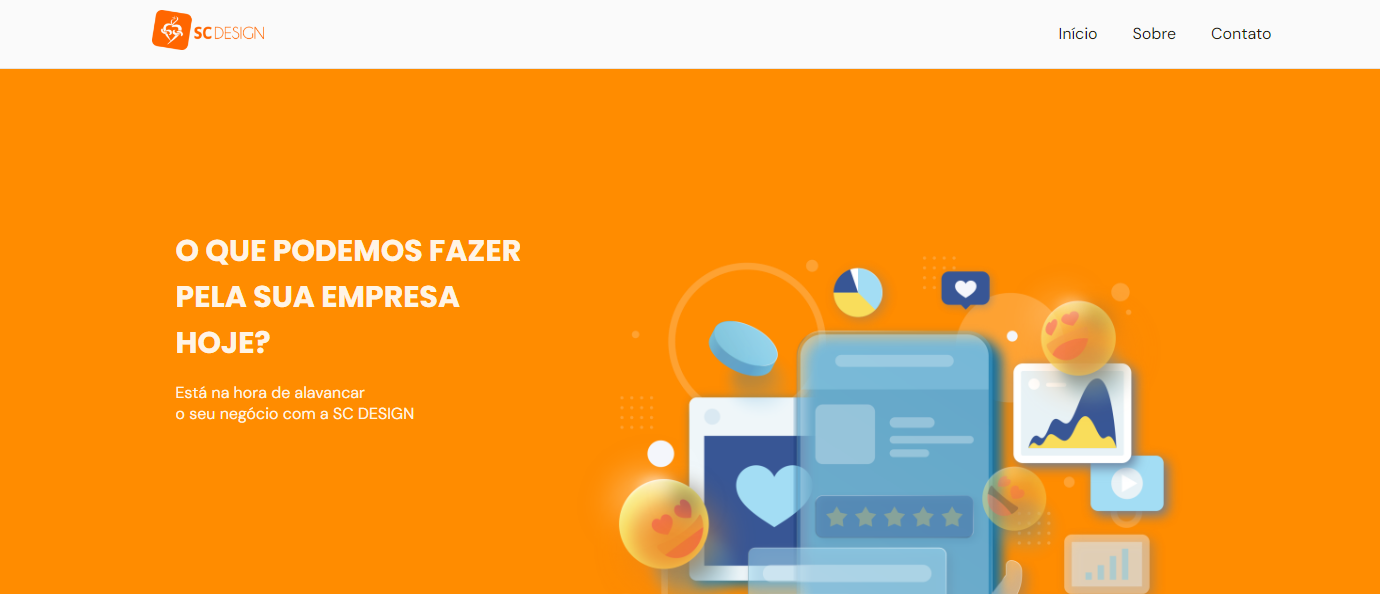 SC DESIGN
Início
Sobre
Contato
O QUE PODEMOS FAZER
PELA SUA EMPRESA
HOJE?
Está na hora de alavancar
o seu negócio com a SC DESIGN